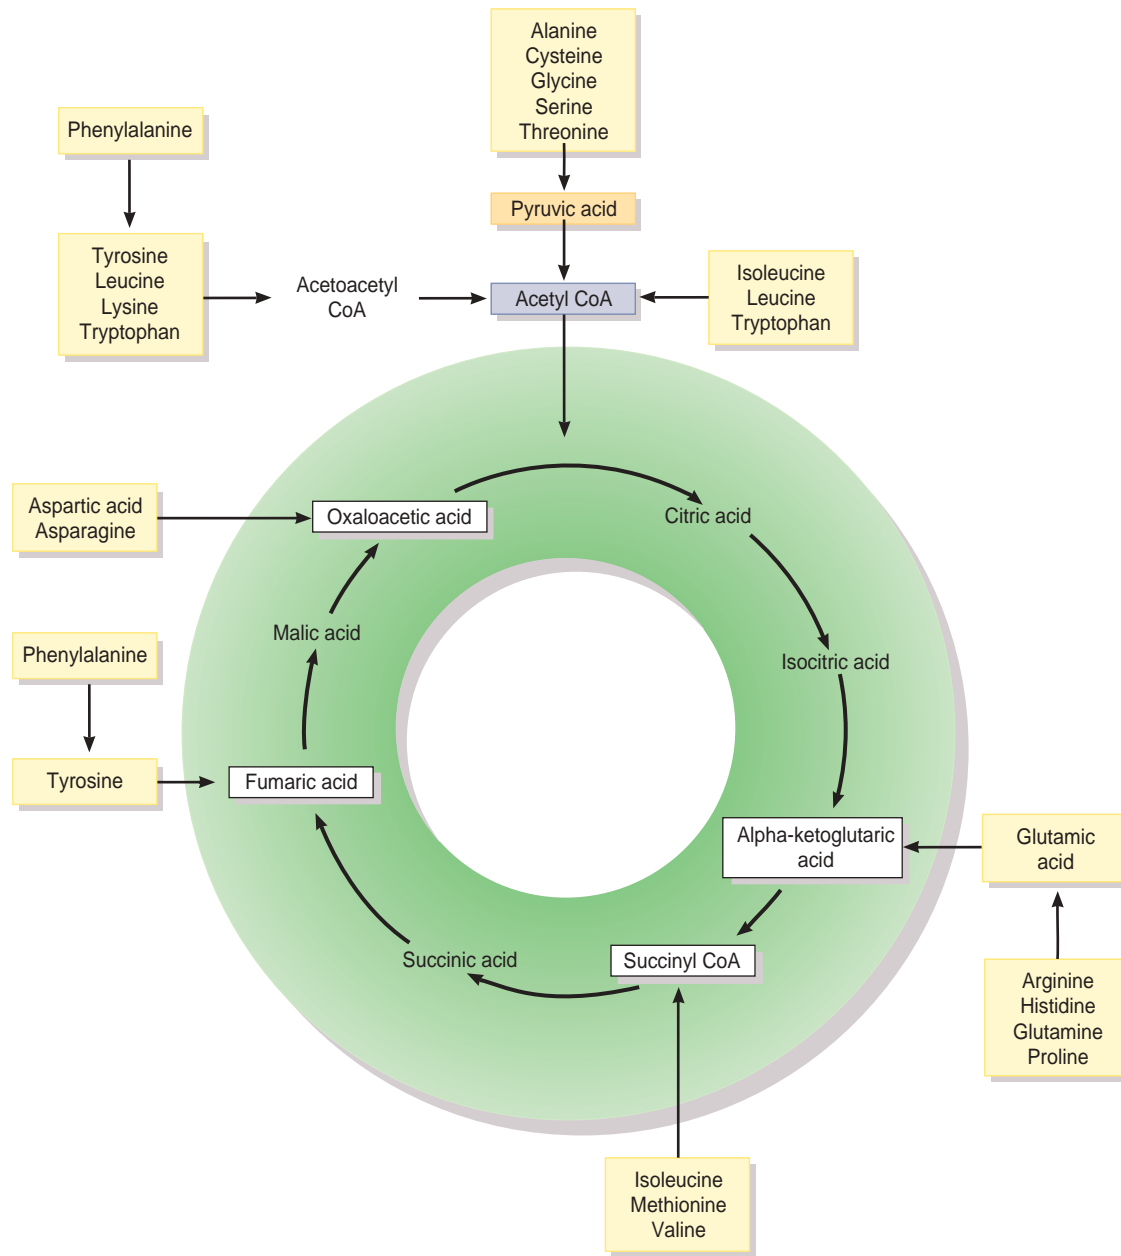 Alanine
Cysteine
Glycine
Serine
Threonine
Phenylalanine
Pyruvic acid
Tyrosine
Leucine
Lysine
Tryptophan
Acetoacetyl
CoA
Acetyl CoA
Isoleucine
Leucine
Tryptophan
Aspartic acid
Asparagine
Oxaloacetic acid
Citric acid
Malic acid
Isocitric acid
Phenylalanine
Tyrosine
Fumaric acid
Alpha-ketoglutaric
acid
Glutamic
acid
Succinic acid
Succinyl CoA
Arginine
Histidine
Glutamine
Proline
Isoleucine
Methionine
Valine